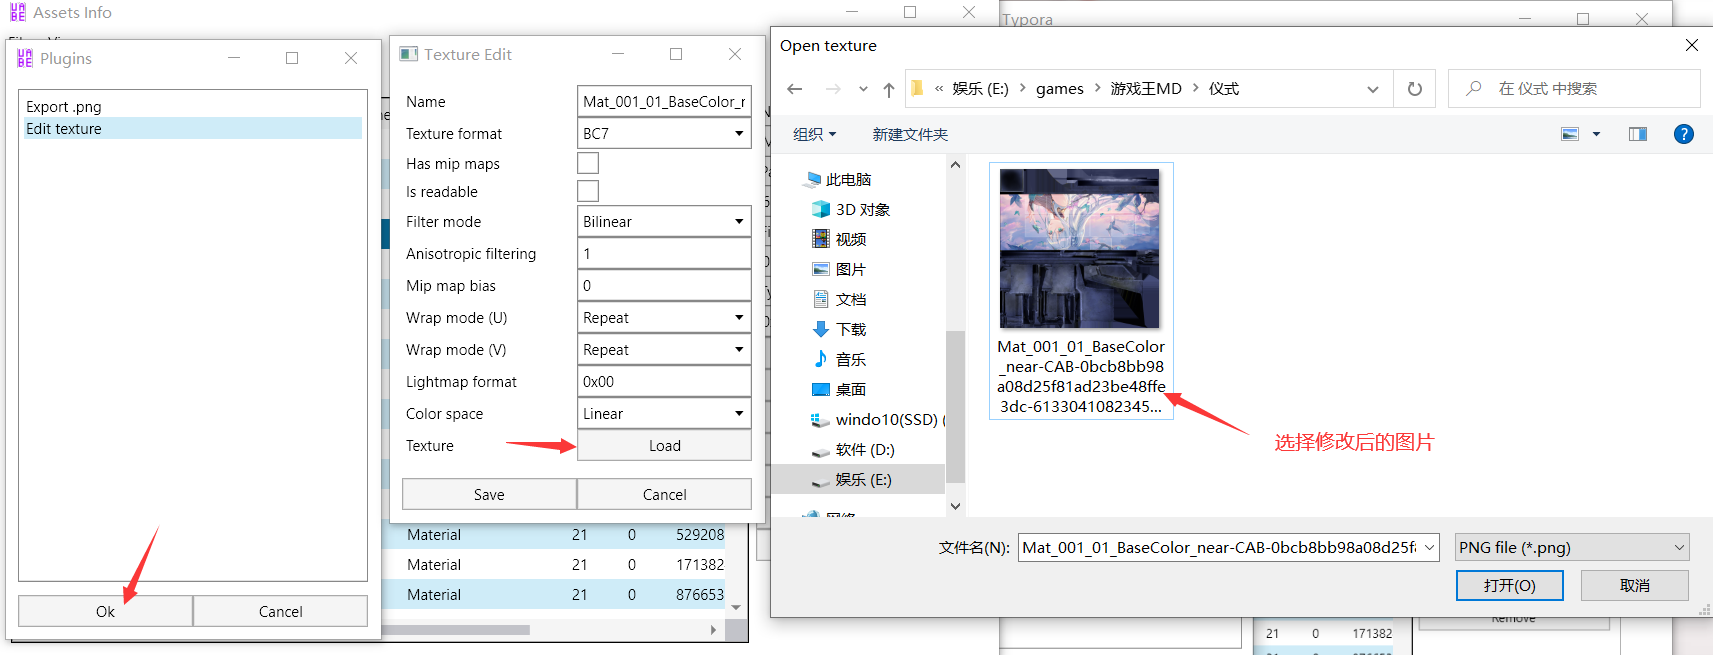 Assets Info
Plugins
Export .png
Edit texture
Ok
Cancel
Texture Edit
Name
Mat_001_01_BaseColor_r
Texture format
BC7
Has mip maps
Is readable
Filter mode
Bilinear
Anisotropic filtering
1
Mip map bias
0
Wrap mode (U)
Repeat
Wrap mode (V)
Repeat
Lightmap format
0x00
Color space
Linear
Texture
Load
Save
Cancel
Material 21 0 529208
Material 21 0 171382
Material 21 0 876653
Typora
Open texture
« 娱乐 (E:) > games > 游戏王MD > 仪式
在 仪式 中搜索
组织
新建文件夹
此电脑
3D 对象
视频
图片
文档
下载
音乐
桌面
windo10(SSD) (
软件 (D:)
娱乐 (E:)
网络
Mat_001_01_BaseColor
_near-CAB-0bcb8bb98
a08d25f81ad23be48ffe
3dc-6133041082345...
选择修改后的图片
文件名(N):
Mat_001_01_BaseColor_near-CAB-0bcb8bb98a08d25f
PNG file (*.png)
打开(O)
取消
21 0 171382
Remove